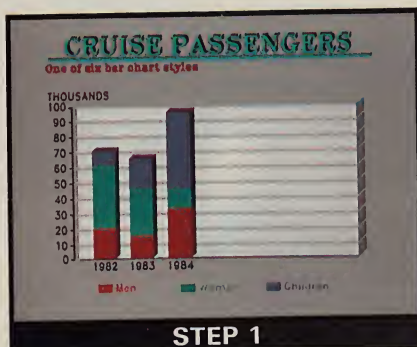 CRUISE PASSENGERS
One of six bar chart styles
THOUSANDS
100
90
80
70
60
50
40
30
20
10
0
1982 1983 1984
Men Women Children
STEP 1